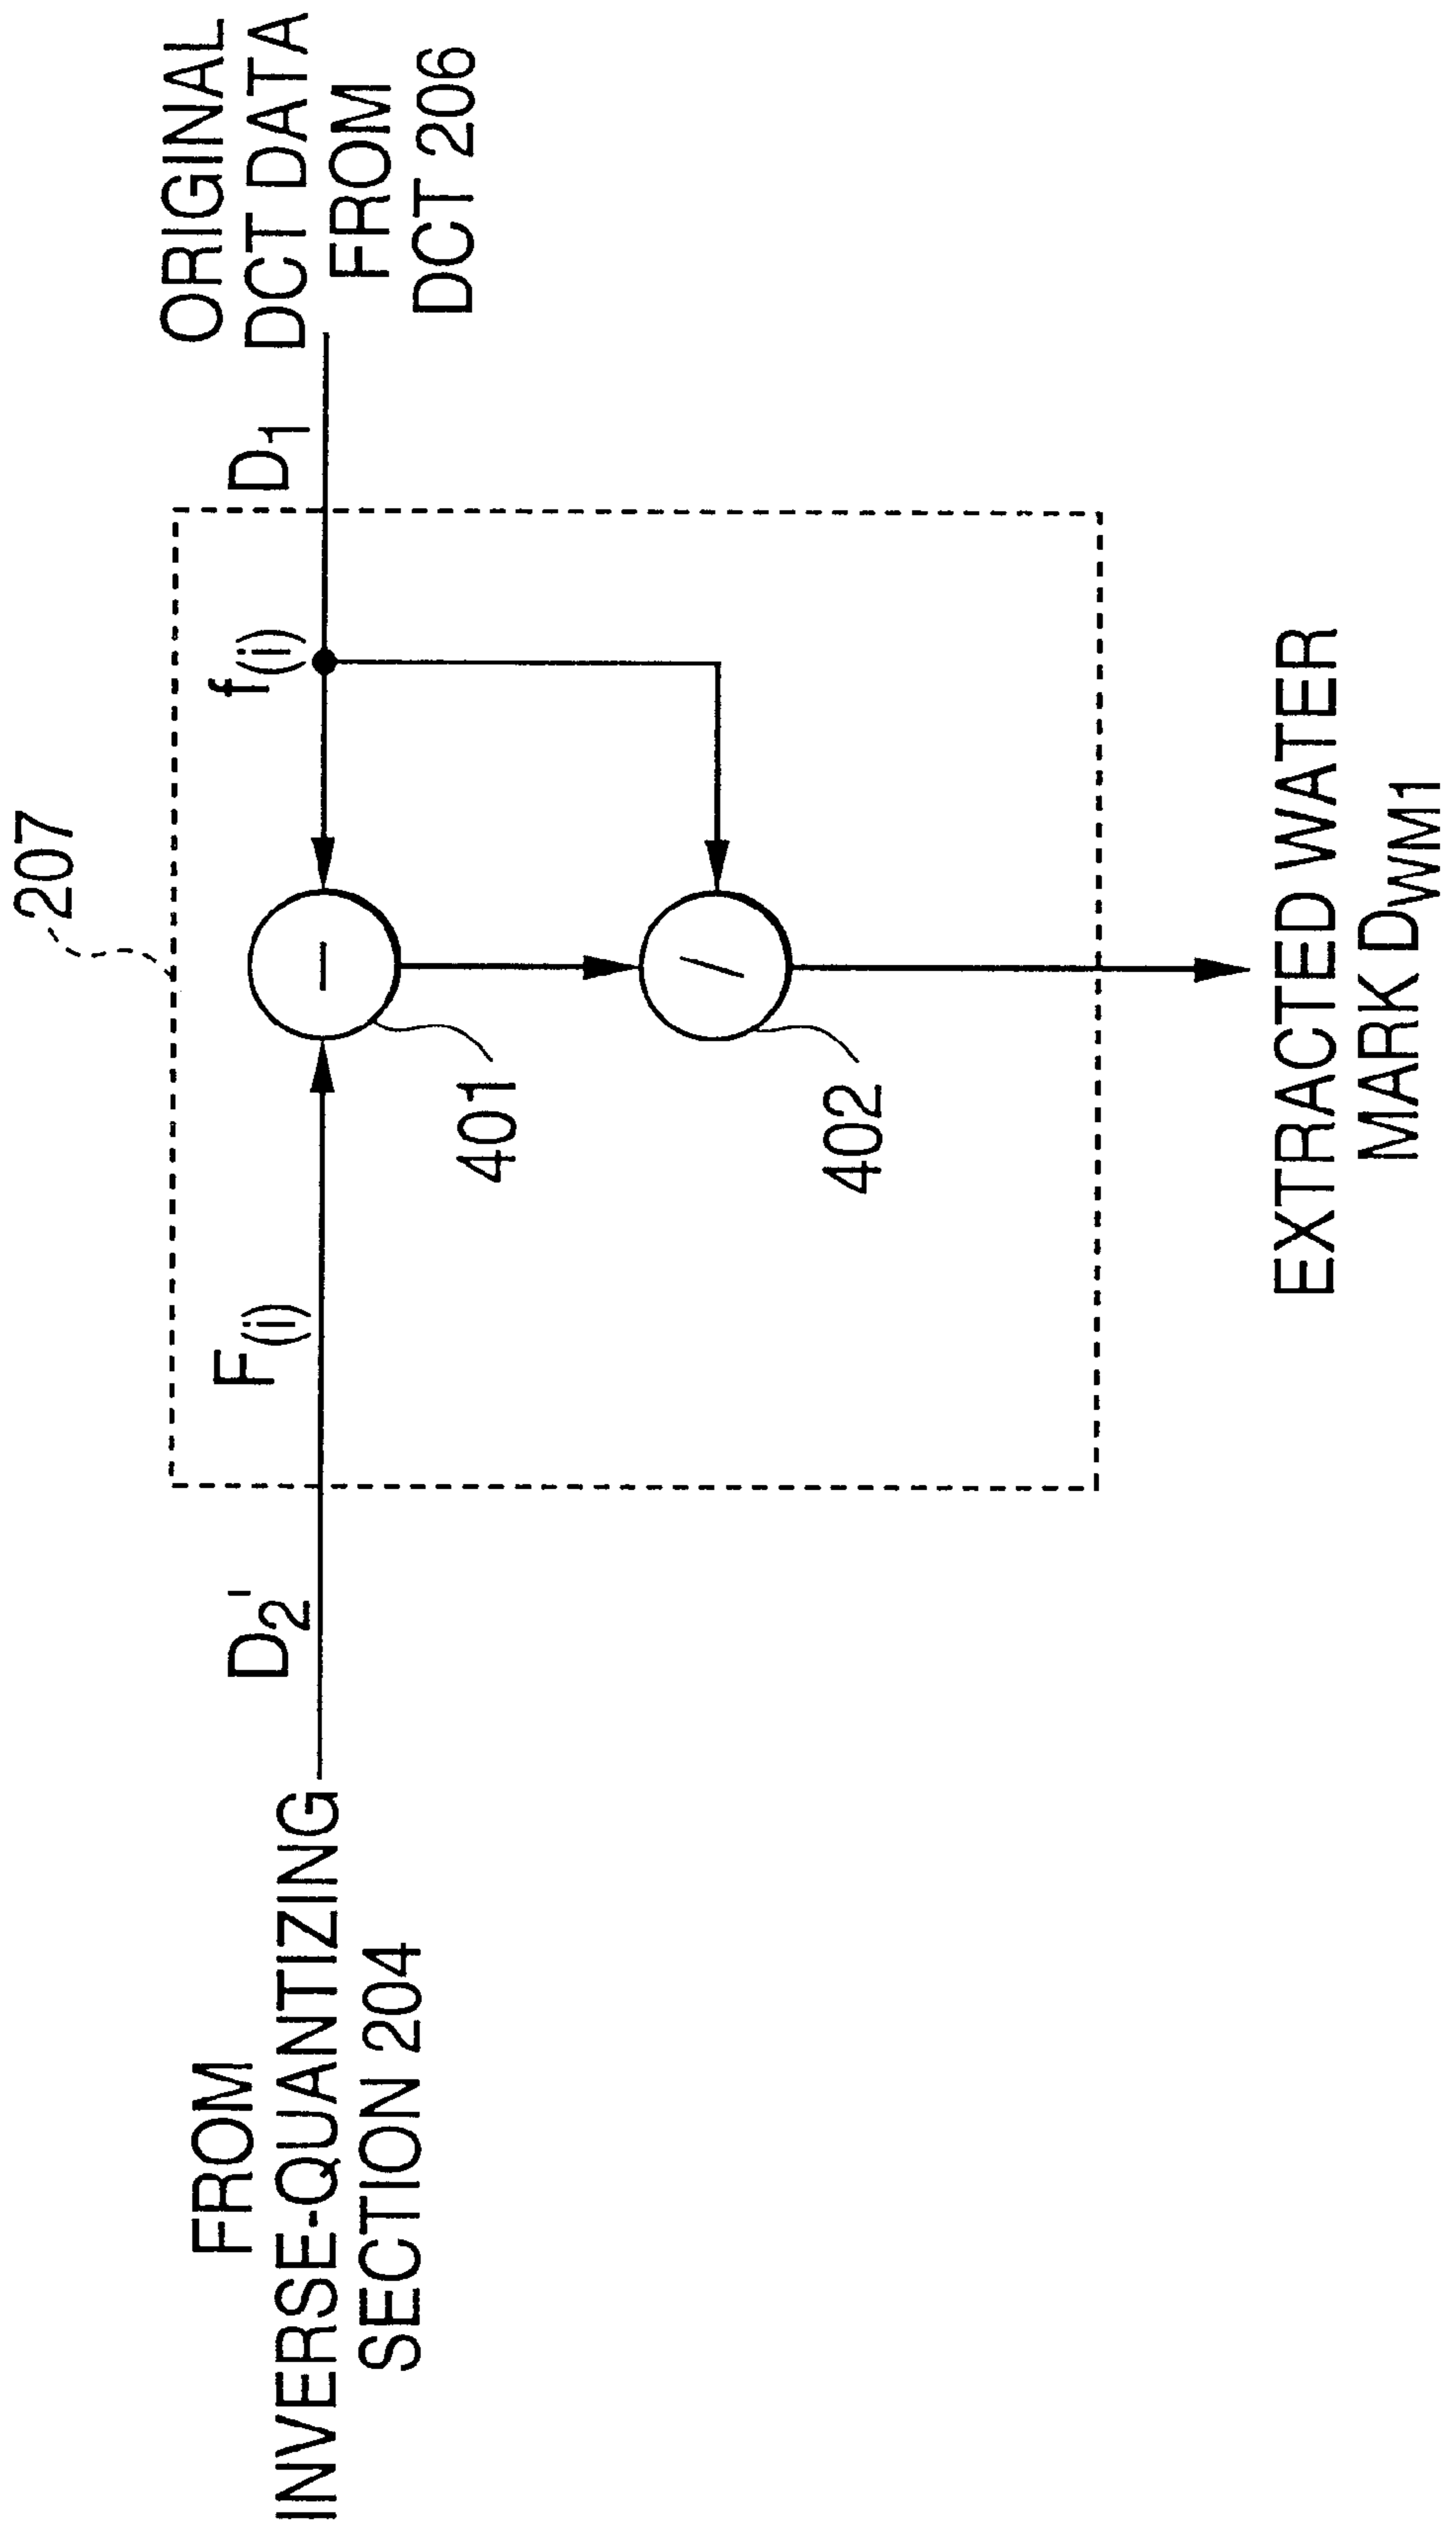 207
FROM
INVERSE-QUANTIZING
SECTION 204
D2'
F(i)
f(i)
D1
ORIGINAL
DCT DATA
FROM
DCT 206
−
401
/
402
EXTRACTED WATER
MARK DWM1